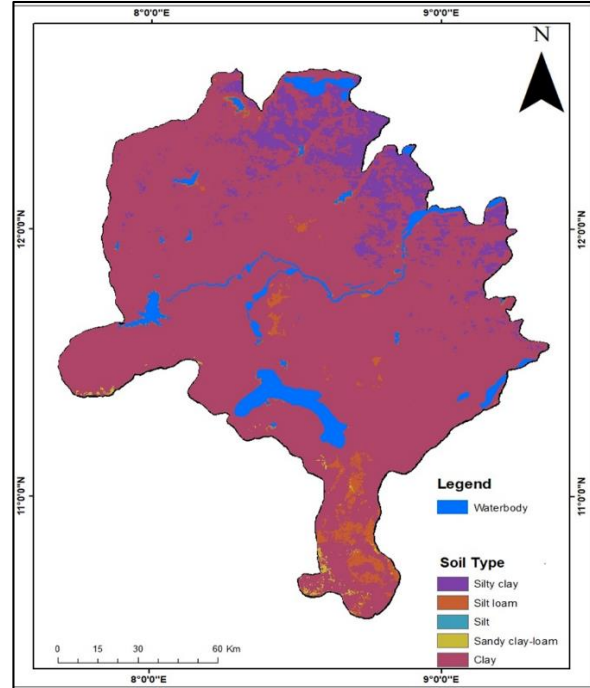 8°0'0"E 9°0'0"E
N
12°0'0"N 12°0'0"N
11°0'0"N 11°0'0"N
Legend
Waterbody
Soil Type
Silty clay
Silt loam
Silt
Sandy clay-loam
Clay
0 15 30 60 Km
8°0'0"E 9°0'0"E